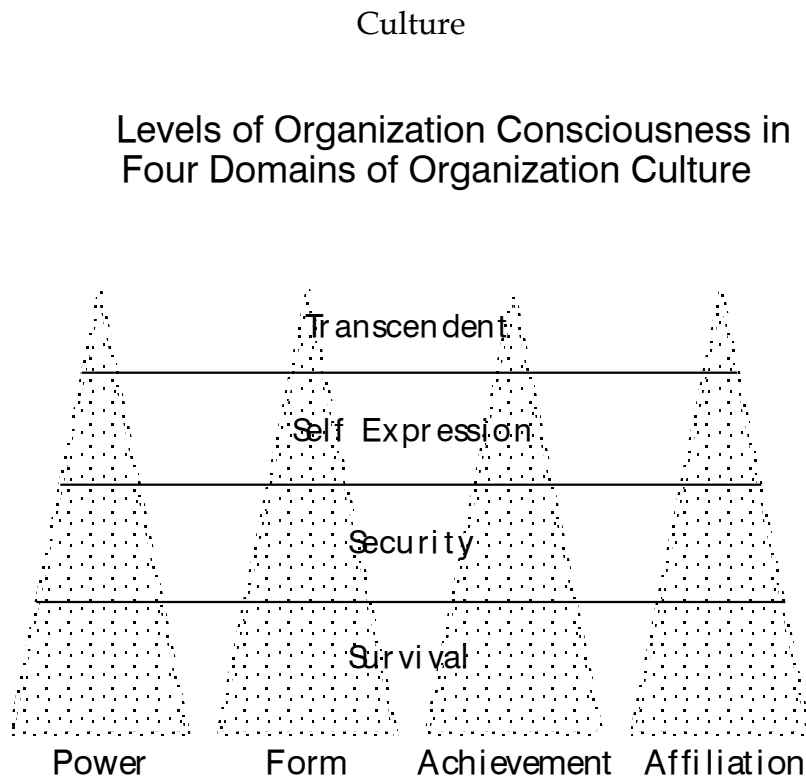 Culture
Levels of Organization Consciousness in
Four Domains of Organization Culture
Transcendent
Self Expression
Security
Survival
Power Form Achievement Affiliation